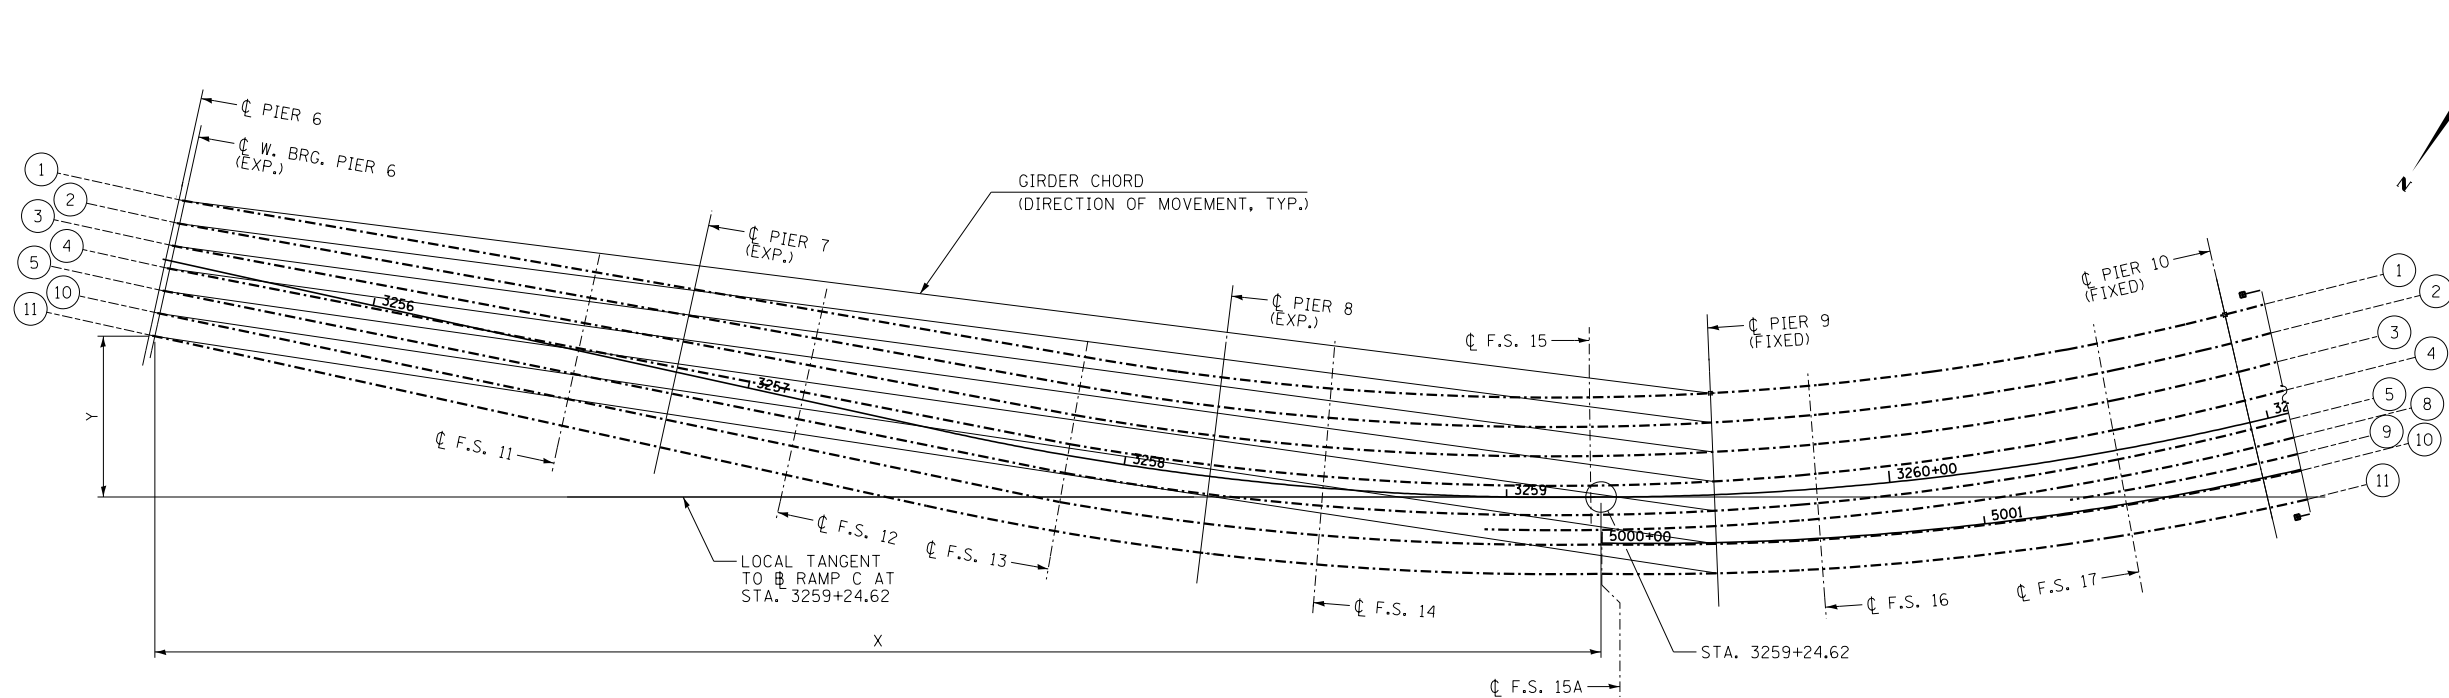 ℄ PIER 6
℄ W. BRG. PIER 6
(EXP.)
1
2
3
4
5
10
11
3256
℄ PIER 7
(EXP.)
GIRDER CHORD
(DIRECTION OF MOVEMENT, TYP.)
℄ PIER 8
(EXP.)
℄ F.S. 15
℄ PIER 9
(FIXED)
℄ PIER 10
(FIXED)
N
1
2
3
4
5
8
9
10
11
3257
3258
3259
3260+00
32
5000+00
5001
Y
℄ F.S. 11
℄ F.S. 12
℄ F.S. 13
℄ F.S. 14
℄ F.S. 16
℄ F.S. 17
LOCAL TANGENT
TO ⅊ RAMP C AT
STA. 3259+24.62
X
STA. 3259+24.62
℄ F.S. 15A